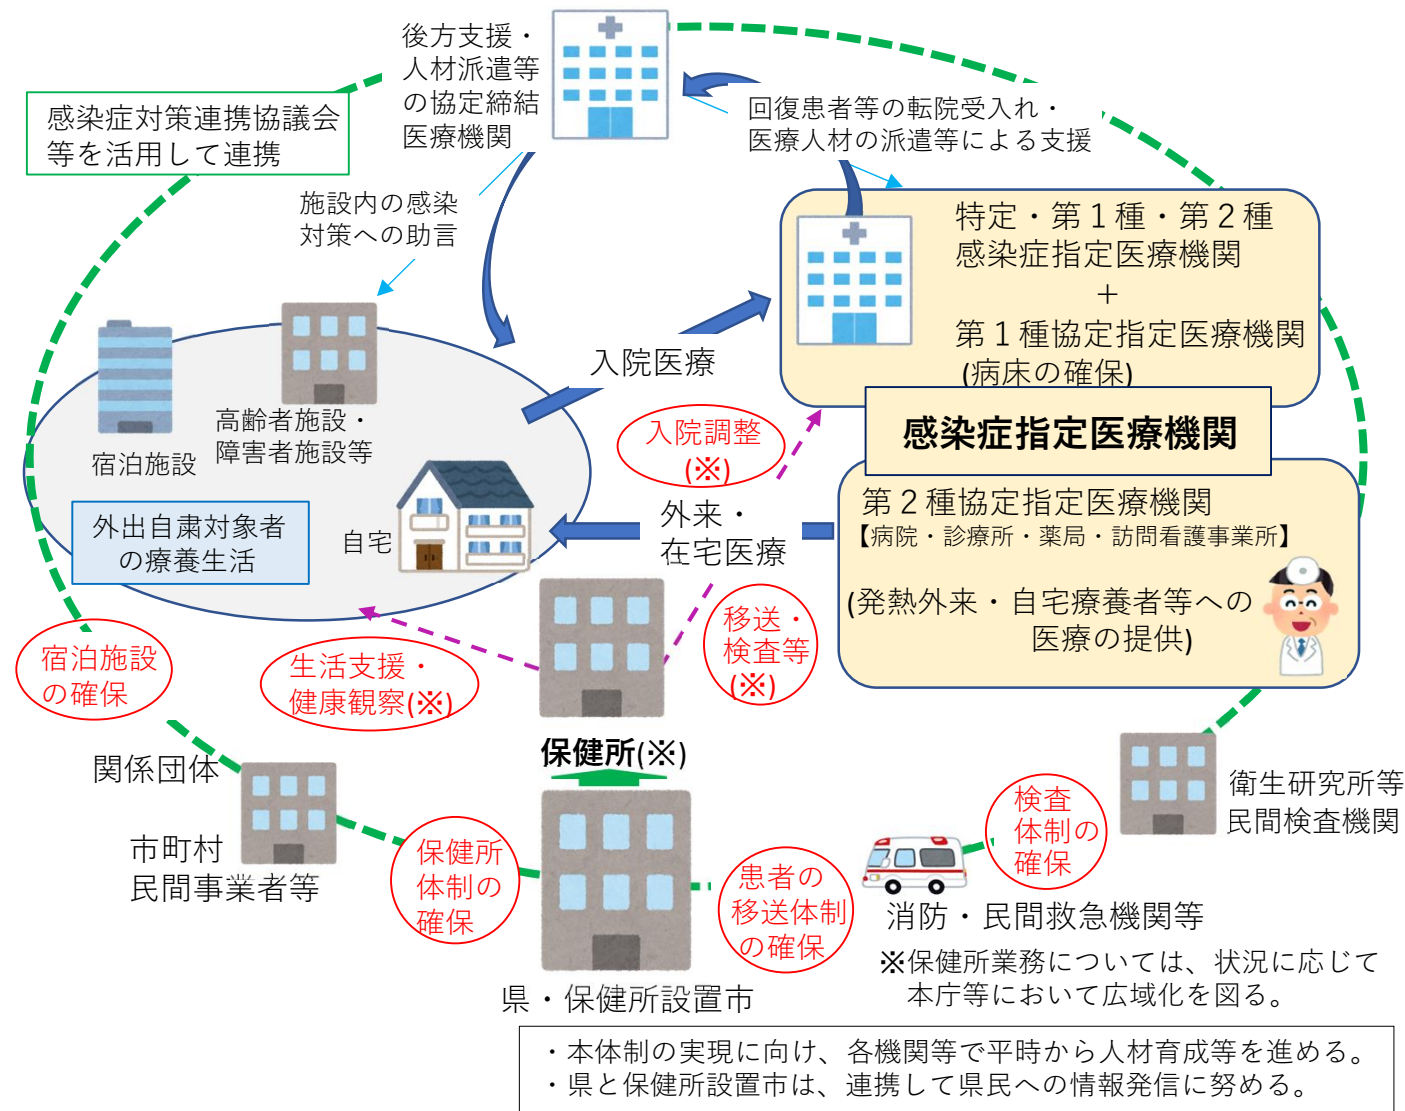 後方支援・
人材派遣等
の協定締結
医療機関
感染症対策連携協議会
等を活用して連携
回復患者等の転院受入れ・
医療人材の派遣等による支援
施設内の感染
対策への助言
特定・第１種・第２種
感染症指定医療機関
＋
第１種協定指定医療機関
(病床の確保)
入院医療
高齢者施設・
障害者施設等
宿泊施設
入院調整
(※)
感染症指定医療機関
外出自粛対象者
の療養生活
自宅
外来・
在宅医療
第２種協定指定医療機関
【病院・診療所・薬局・訪問看護事業所】
(発熱外来・自宅療養者等への
医療の提供)
宿泊施設
の確保
生活支援・
健康観察(※)
移送・
検査等
(※)
保健所(※)
関係団体
市町村
民間事業者等
保健所
体制の
確保
患者の
移送体制
の確保
検査
体制の
確保
衛生研究所等
民間検査機関
消防・民間救急機関等
県・保健所設置市
※保健所業務については、状況に応じて
本庁等において広域化を図る。
・本体制の実現に向け、各機関等で平時から人材育成等を進める。
・県と保健所設置市は、連携して県民への情報発信に努める。